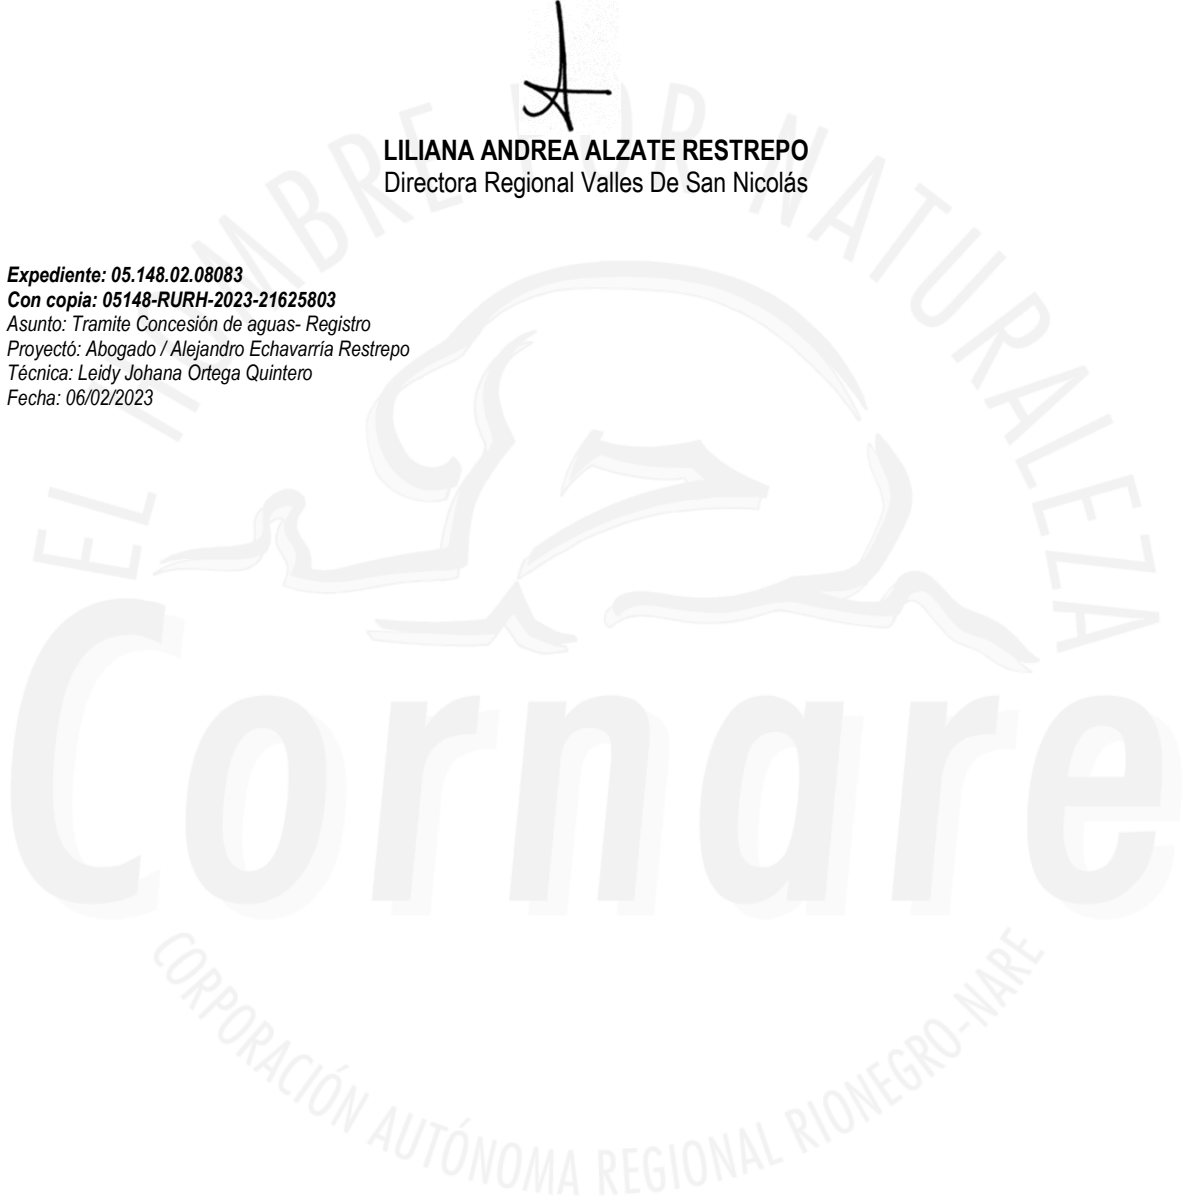 LILIANA ANDREA ALZATE RESTREPO
Directora Regional Valles De San Nicolás
Expediente: 05.148.02.08083
Con copia: 05148-RURH-2023-21625803
Asunto: Tramite Concesión de aguas- Registro
Proyectó: Abogado / Alejandro Echavarría Restrepo
Técnica: Leidy Johana Ortega Quintero
Fecha: 06/02/2023
EL HOMBRE POR NATURALEZA
Cornare
CORPORACIÓN AUTÓNOMA REGIONAL RIONEGRO-NARE